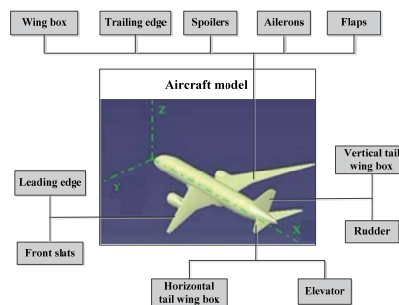 Wing box
Trailing edge
Spoilers
Ailerons
Flaps
Aircraft model
Z
Y
X
Leading edge
Front slats
Vertical tail
wing box
Rudder
Horizontal
tail wing box
Elevator